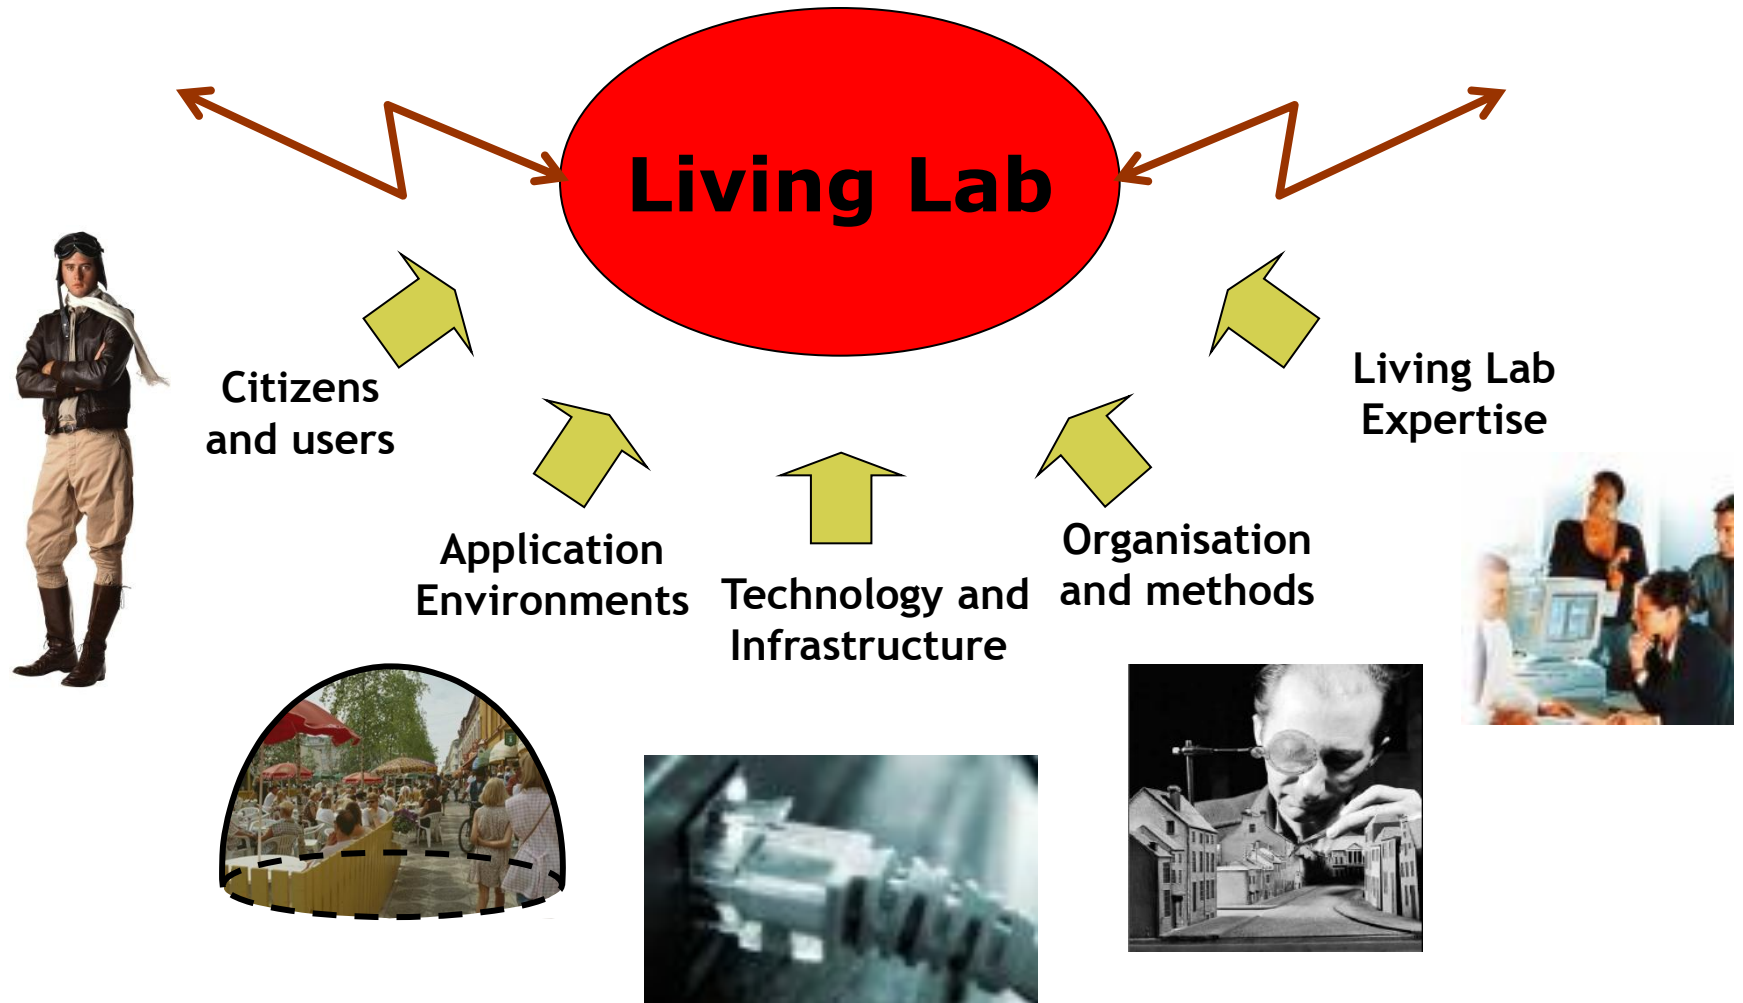 Living Lab
Citizens
and users
Application
Environments
Technology and
Infrastructure
Organisation
and methods
Living Lab
Expertise